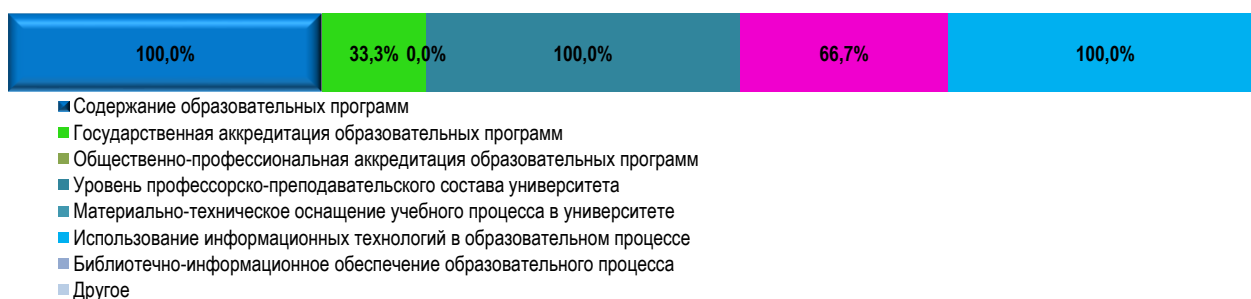 100,0% 33,3% 0,0% 100,0% 66,7% 100,0%
Содержание образовательных программ
Государственная аккредитация образовательных программ
Общественно-профессиональная аккредитация образовательных программ
Уровень профессорско-преподавательского состава университета
Материально-техническое оснащение учебного процесса в университете
Использование информационных технологий в образовательном процессе
Библиотечно-информационное обеспечение образовательного процесса
Другое